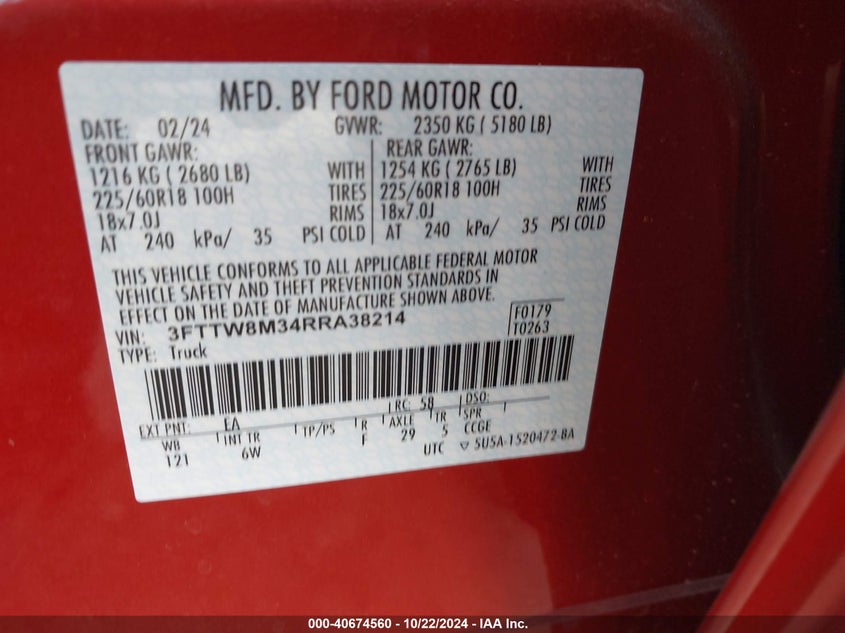 MFD. BY FORD MOTOR CO.
DATE: 02/24 GVWR: 2350 KG ( 5180 LB)
FRONT GAWR: REAR GAWR:
1216 KG ( 2680 LB) WITH 1254 KG ( 2765 LB) WITH
225/60R18 100H TIRES 225/60R18 100H TIRES
18x7.0J RIMS 18x7.0J RIMS
AT 240 kPa/ 35 PSI COLD AT 240 kPa/ 35 PSI COLD
THIS VEHICLE CONFORMS TO ALL APPLICABLE FEDERAL MOTOR
VEHICLE SAFETY AND THEFT PREVENTION STANDARDS IN
EFFECT ON THE DATE OF MANUFACTURE SHOWN ABOVE.
VIN: 3FTTW8M34RRA38214 F0179
TYPE: Truck T0263
EXT PNT: EA RC: 58 DSO:
WB INT TR TP/PS R AXLE TR SPR
121 6W F 29 5 CCGE
UTC ▽ 5U5A-1520472-BA
000-40674560 - 10/22/2024 - IAA Inc.